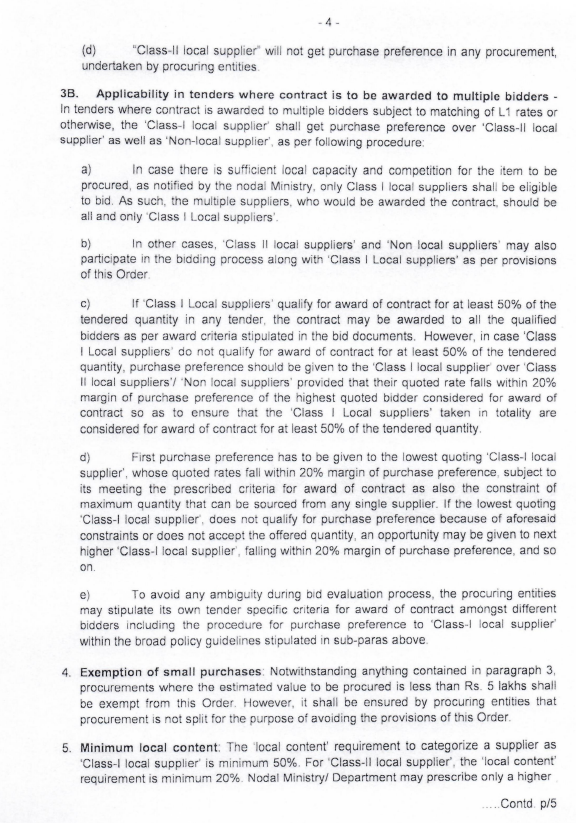 - 4 -
(d) "Class-II local supplier" will not get purchase preference in any procurement,
undertaken by procuring entities.
3B. Applicability in tenders where contract is to be awarded to multiple bidders -
In tenders where contract is awarded to multiple bidders subject to matching of L1 rates or
otherwise, the 'Class-I local supplier' shall get purchase preference over 'Class-II local
supplier' as well as 'Non-local supplier', as per following procedure:
a) In case there is sufficient local capacity and competition for the item to be
procured, as notified by the nodal Ministry, only Class I local suppliers shall be eligible
to bid. As such, the multiple suppliers, who would be awarded the contract, should be
all and only 'Class I Local suppliers'.
b) In other cases, 'Class II local suppliers' and 'Non local suppliers' may also
participate in the bidding process along with 'Class I Local suppliers' as per provisions
of this Order.
c) If 'Class I Local suppliers' qualify for award of contract for at least 50% of the
tendered quantity in any tender, the contract may be awarded to all the qualified
bidders as per award criteria stipulated in the bid documents. However, in case 'Class
I Local suppliers' do not qualify for award of contract for at least 50% of the tendered
quantity, purchase preference should be given to the 'Class I local supplier' over 'Class
II local suppliers'/ 'Non local suppliers' provided that their quoted rate falls within 20%
margin of purchase preference of the highest quoted bidder considered for award of
contract so as to ensure that the 'Class I Local suppliers' taken in totality are
considered for award of contract for at least 50% of the tendered quantity.
d) First purchase preference has to be given to the lowest quoting 'Class-I local
supplier', whose quoted rates fall within 20% margin of purchase preference, subject to
its meeting the prescribed criteria for award of contract as also the constraint of
maximum quantity that can be sourced from any single supplier. If the lowest quoting
'Class-I local supplier', does not qualify for purchase preference because of aforesaid
constraints or does not accept the offered quantity, an opportunity may be given to next
higher 'Class-I local supplier', falling within 20% margin of purchase preference, and so
on.
e) To avoid any ambiguity during bid evaluation process, the procuring entities
may stipulate its own tender specific criteria for award of contract amongst different
bidders including the procedure for purchase preference to 'Class-I local supplier'
within the broad policy guidelines stipulated in sub-paras above.
4. Exemption of small purchases: Notwithstanding anything contained in paragraph 3,
procurements where the estimated value to be procured is less than Rs. 5 lakhs shall
be exempt from this Order. However, it shall be ensured by procuring entities that
procurement is not split for the purpose of avoiding the provisions of this Order.
5. Minimum local content: The 'local content' requirement to categorize a supplier as
'Class-I local supplier' is minimum 50%. For 'Class-II local supplier', the 'local content'
requirement is minimum 20%. Nodal Ministry/ Department may prescribe only a higher
.....Contd. p/5